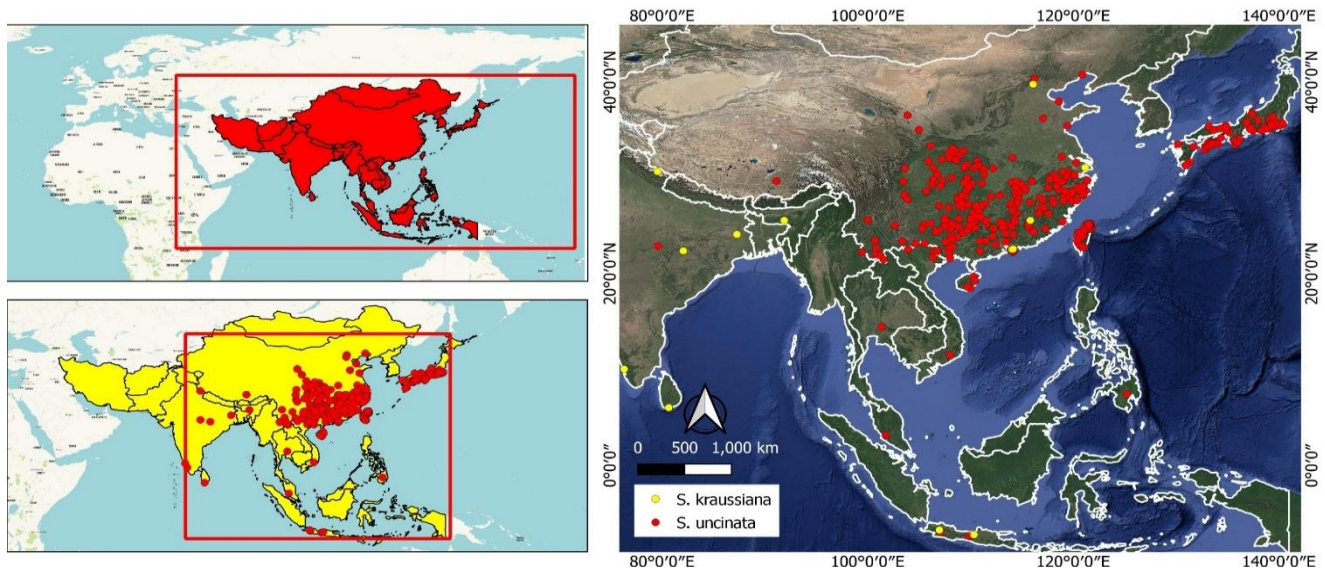 80°0′0″E 100°0′0″E 120°0′0″E 140°0′0″E
40°0′0″N
20°0′0″N
0°0′0″N
40°0′0″N
20°0′0″N
0°0′0″N
0 500 1,000 km
S. kraussiana
S. uncinata
80°0′0″E 100°0′0″E 120°0′0″E 140°0′0″E